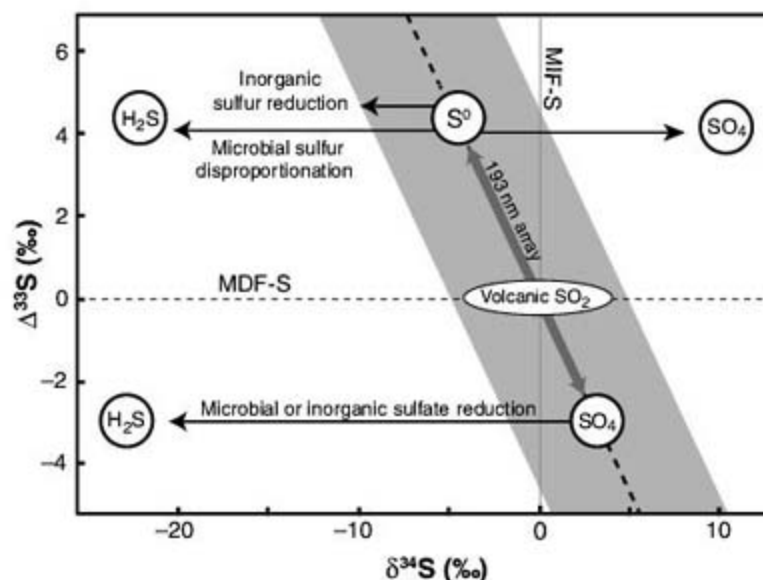 6
4
2
0
−2
−4
Δ³³S (‰)
Inorganic
sulfur reduction
H₂S
S⁰
SO₄
Microbial sulfur
disproportionation
MIF-S
193 nm array
MDF-S
Volcanic SO₂
H₂S
Microbial or inorganic sulfate reduction
SO₄
−20
−10
0
10
δ³⁴S (‰)